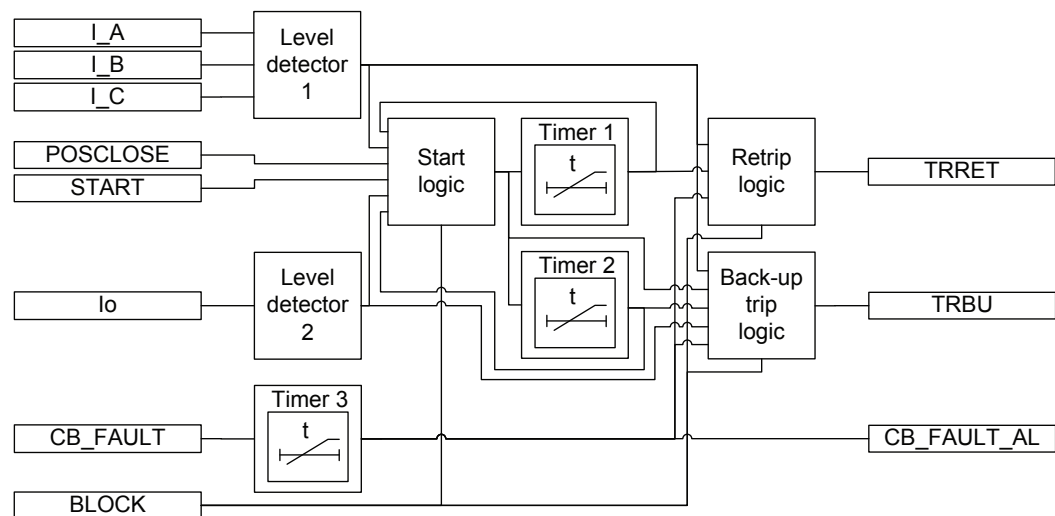 I_A
I_B
I_C
Level
detector
1
POSCLOSE
START
Start
logic
Timer 1
t
Retrip
logic
TRRET
Io
Level
detector
2
Timer 2
t
Back-up
trip
logic
TRBU
CB_FAULT
Timer 3
t
CB_FAULT_AL
BLOCK